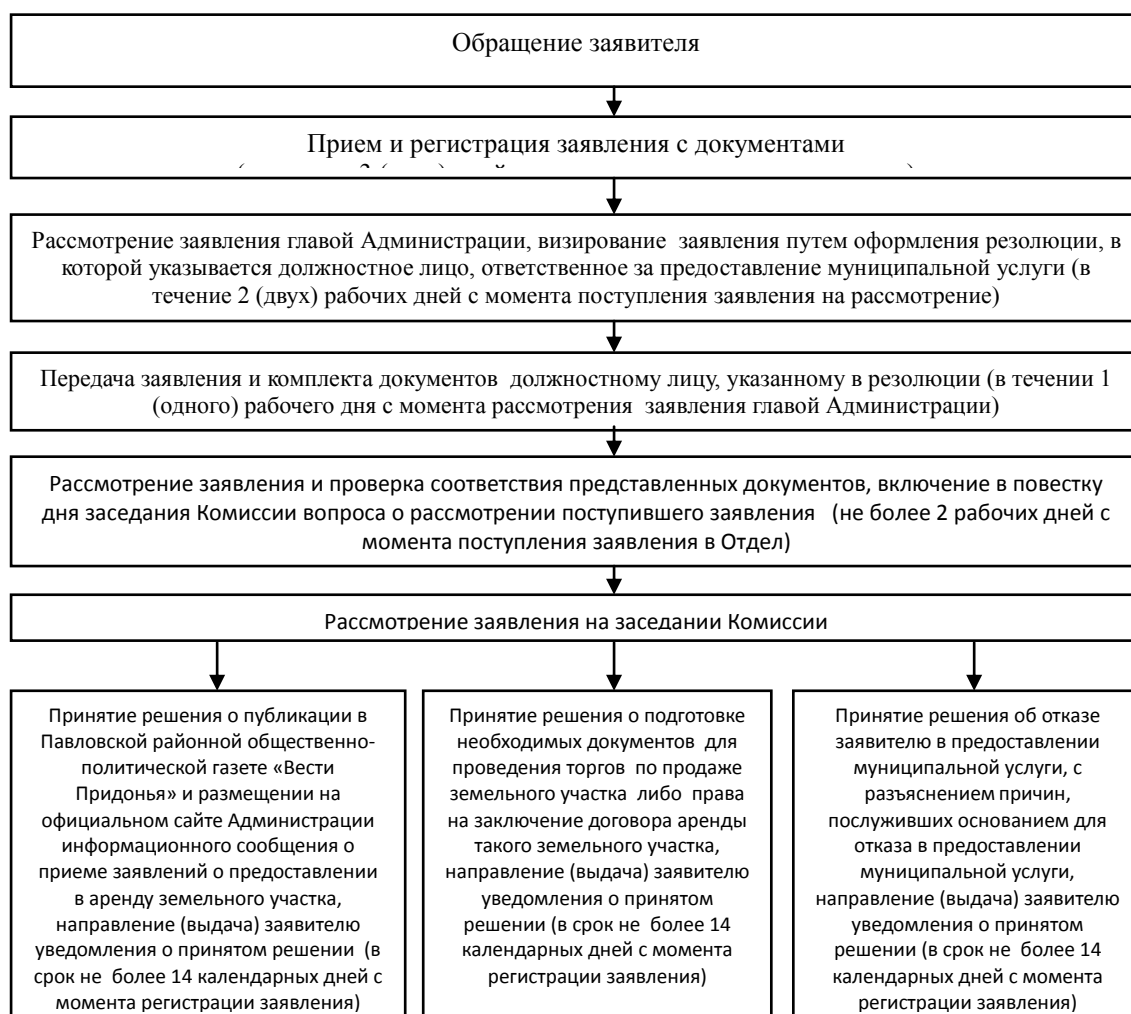 Обращение заявителя
Прием и регистрация заявления с документами
Рассмотрение заявления главой Администрации, визирование заявления путем оформления резолюции, в
которой указывается должностное лицо, ответственное за предоставление муниципальной услуги (в
течение 2 (двух) рабочих дней с момента поступления заявления на рассмотрение)
Передача заявления и комплекта документов должностному лицу, указанному в резолюции (в течении 1
(одного) рабочего дня с момента рассмотрения заявления главой Администрации)
Рассмотрение заявления и проверка соответствия представленных документов, включение в повестку
дня заседания Комиссии вопроса о рассмотрении поступившего заявления (не более 2 рабочих дней с
момента поступления заявления в Отдел)
Рассмотрение заявления на заседании Комиссии
Принятие решения о публикации в
Павловской районной общественно-
политической газете «Вести
Придонья» и размещении на
официальном сайте Администрации
информационного сообщения о
приеме заявлений о предоставлении
в аренду земельного участка,
направление (выдача) заявителю
уведомления о принятом решении (в
срок не более 14 календарных дней с
момента регистрации заявления)
Принятие решения о подготовке
необходимых документов для
проведения торгов по продаже
земельного участка либо права
на заключение договора аренды
такого земельного участка,
направление (выдача) заявителю
уведомления о принятом
решении (в срок не более 14
календарных дней с момента
регистрации заявления)
Принятие решения об отказе
заявителю в предоставлении
муниципальной услуги, с
разъяснением причин,
послуживших основанием для
отказа в предоставлении
муниципальной услуги,
направление (выдача) заявителю
уведомления о принятом
решении (в срок не более 14
календарных дней с момента
регистрации заявления)